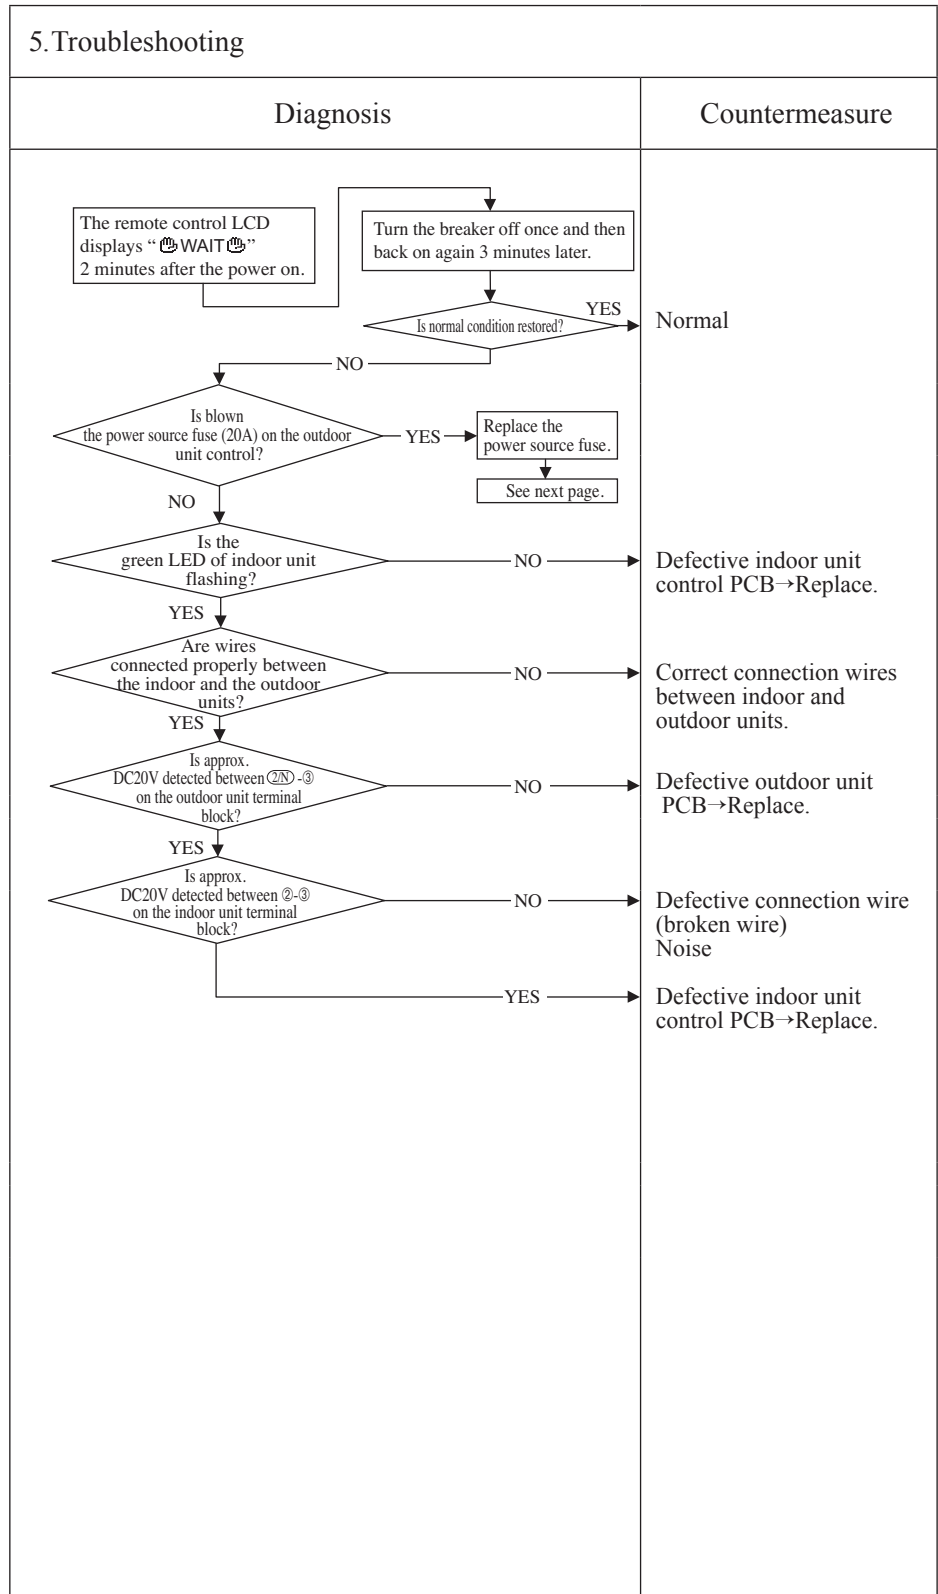 5.Troubleshooting
Diagnosis
Countermeasure
The remote control LCD
displays “ WAIT ”
2 minutes after the power on.
Turn the breaker off once and then
back on again 3 minutes later.
Is normal condition restored?
YES
Normal
NO
Is blown
the power source fuse (20A) on the outdoor
unit control?
YES
Replace the
power source fuse.
See next page.
NO
Is the
green LED of indoor unit
flashing?
NO
Defective indoor unit
control PCB→Replace.
YES
Are wires
connected properly between
the indoor and the outdoor
units?
NO
Correct connection wires
between indoor and
outdoor units.
YES
Is approx.
DC20V detected between 2/N -③
on the outdoor unit terminal
block?
NO
Defective outdoor unit
PCB→Replace.
YES
Is approx.
DC20V detected between ②-③
on the indoor unit terminal
block?
NO
Defective connection wire
(broken wire)
Noise
YES
Defective indoor unit
control PCB→Replace.